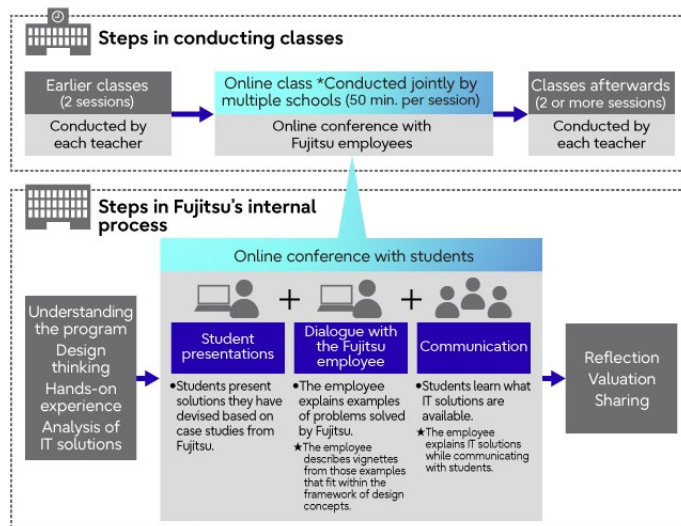 Steps in conducting classes
Earlier classes
(2 sessions)
Conducted by
each teacher
Online class *Conducted jointly by
multiple schools (50 min. per session)
Online conference with
Fujitsu employees
Classes afterwards
(2 or more sessions)
Conducted by
each teacher
Steps in Fujitsu's internal
process
Online conference with students
Understanding
the program
Design
thinking
Hands-on
experience
Analysis of
IT solutions
+
+
Student
presentations
•Students present
solutions they have
devised based on
case studies from
Fujitsu.
Dialogue with
the Fujitsu
employee
•The employee
explains examples
of problems solved
by Fujitsu.
★The employee
describes vignettes
from those examples
that fit within the
framework of design
concepts.
Communication
•Students learn what
IT solutions are
available.
★The employee
explains IT solutions
while communicating
with students.
Reflection
Valuation
Sharing